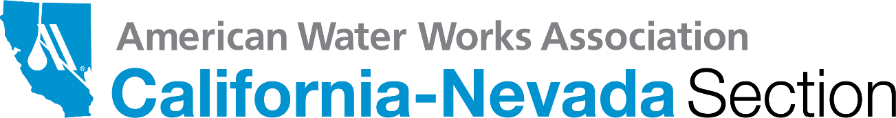 American Water Works Association
California-Nevada Section
®